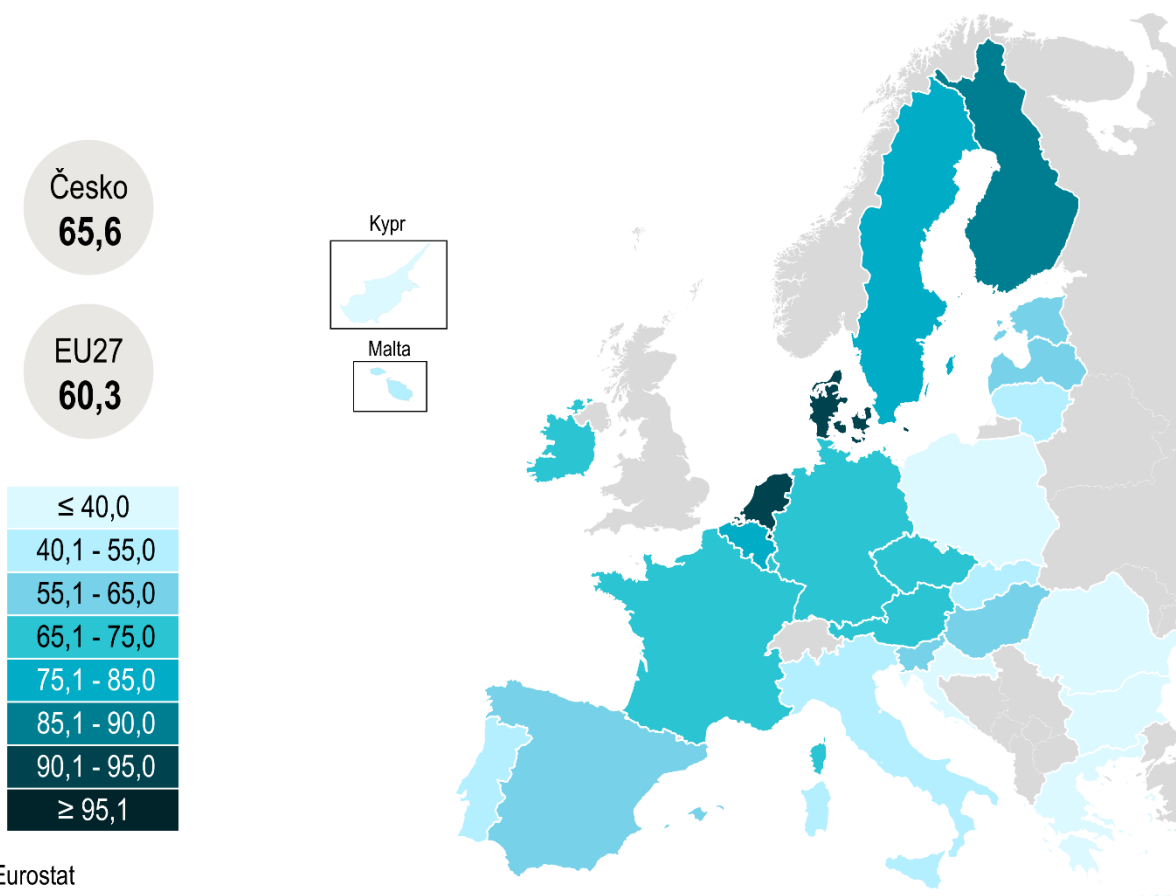 Česko
65,6
Kypr
EU27
60,3
Malta
≤ 40,0
40,1 - 55,0
55,1 - 65,0
65,1 - 75,0
75,1 - 85,0
85,1 - 90,0
90,1 - 95,0
≥ 95,1
Eurostat